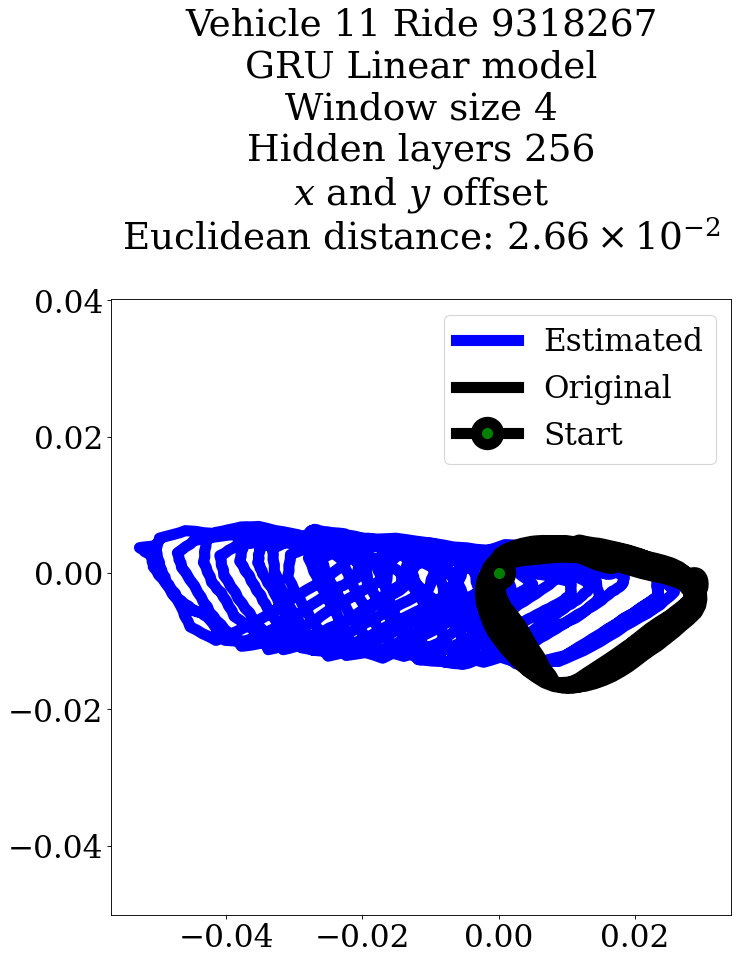 Vehicle 11 Ride 9318267
GRU Linear model
Window size 4
Hidden layers 256
x and y offset
Euclidean distance: 2.66 × 10⁻²
0.04
0.02
0.00
−0.02
−0.04
Estimated
Original
Start
−0.04 −0.02 0.00 0.02